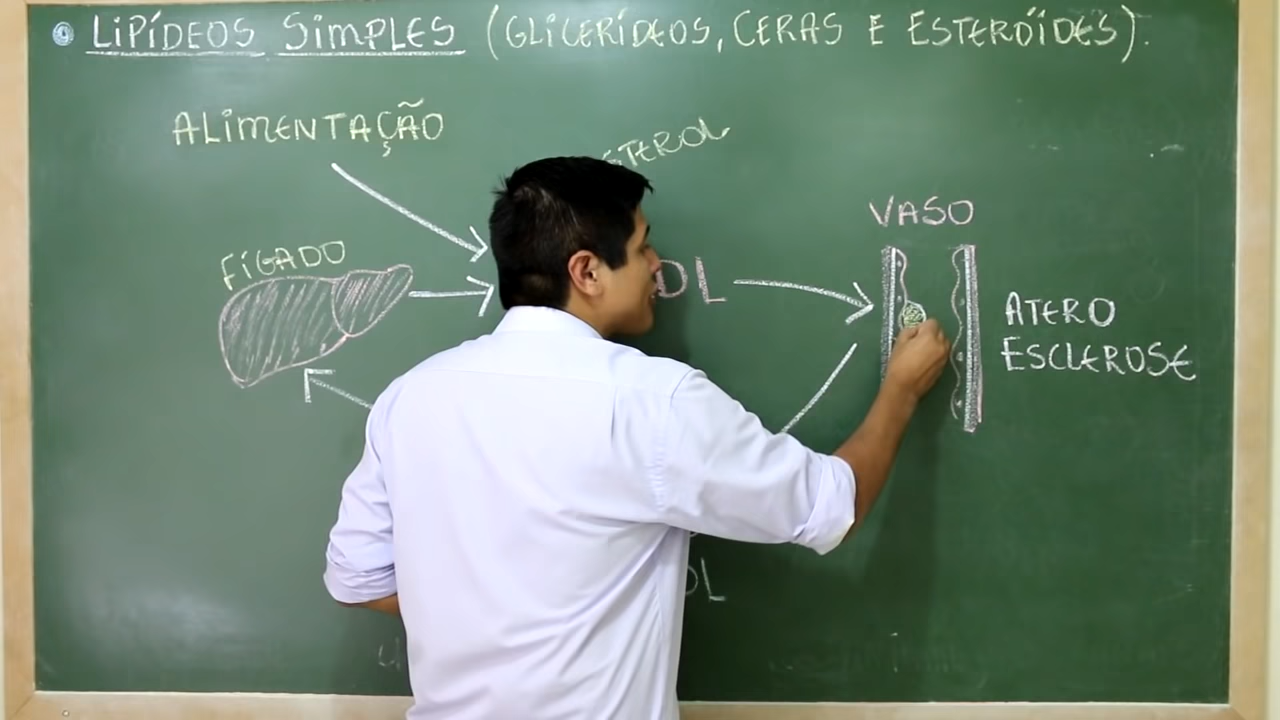 LIPÍDEOS SIMPLES (GLICERÍDEOS, CERAS E ESTERÓIDES).
ALIMENTAÇÃO
VASO
FÍGADO
ATERO
ESCLEROSE